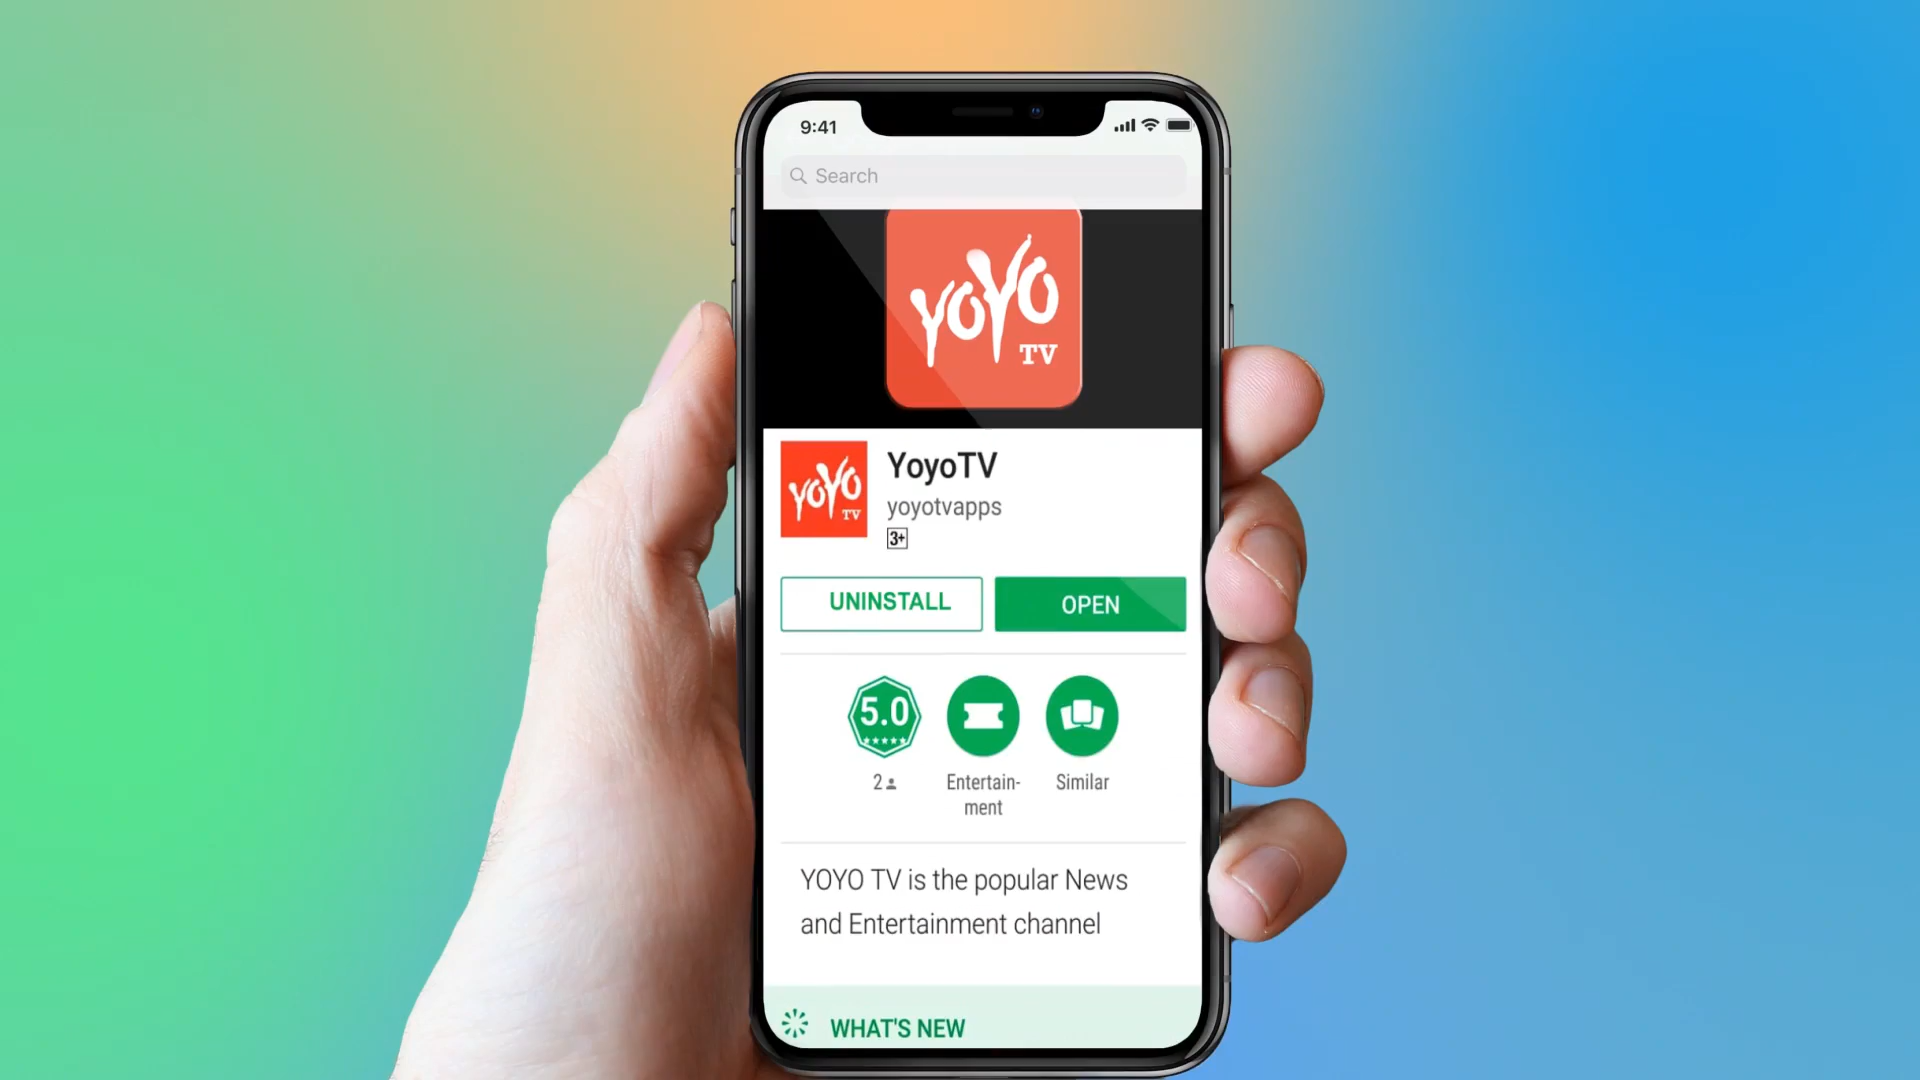 9:41
Search
YOYO
TV
YOYO
TV
YoyoTV
yoyotvapps
3+
UNINSTALL
OPEN
5.0
2
Entertain-
ment
Similar
YOYO TV is the popular News
and Entertainment channel
WHAT'S NEW